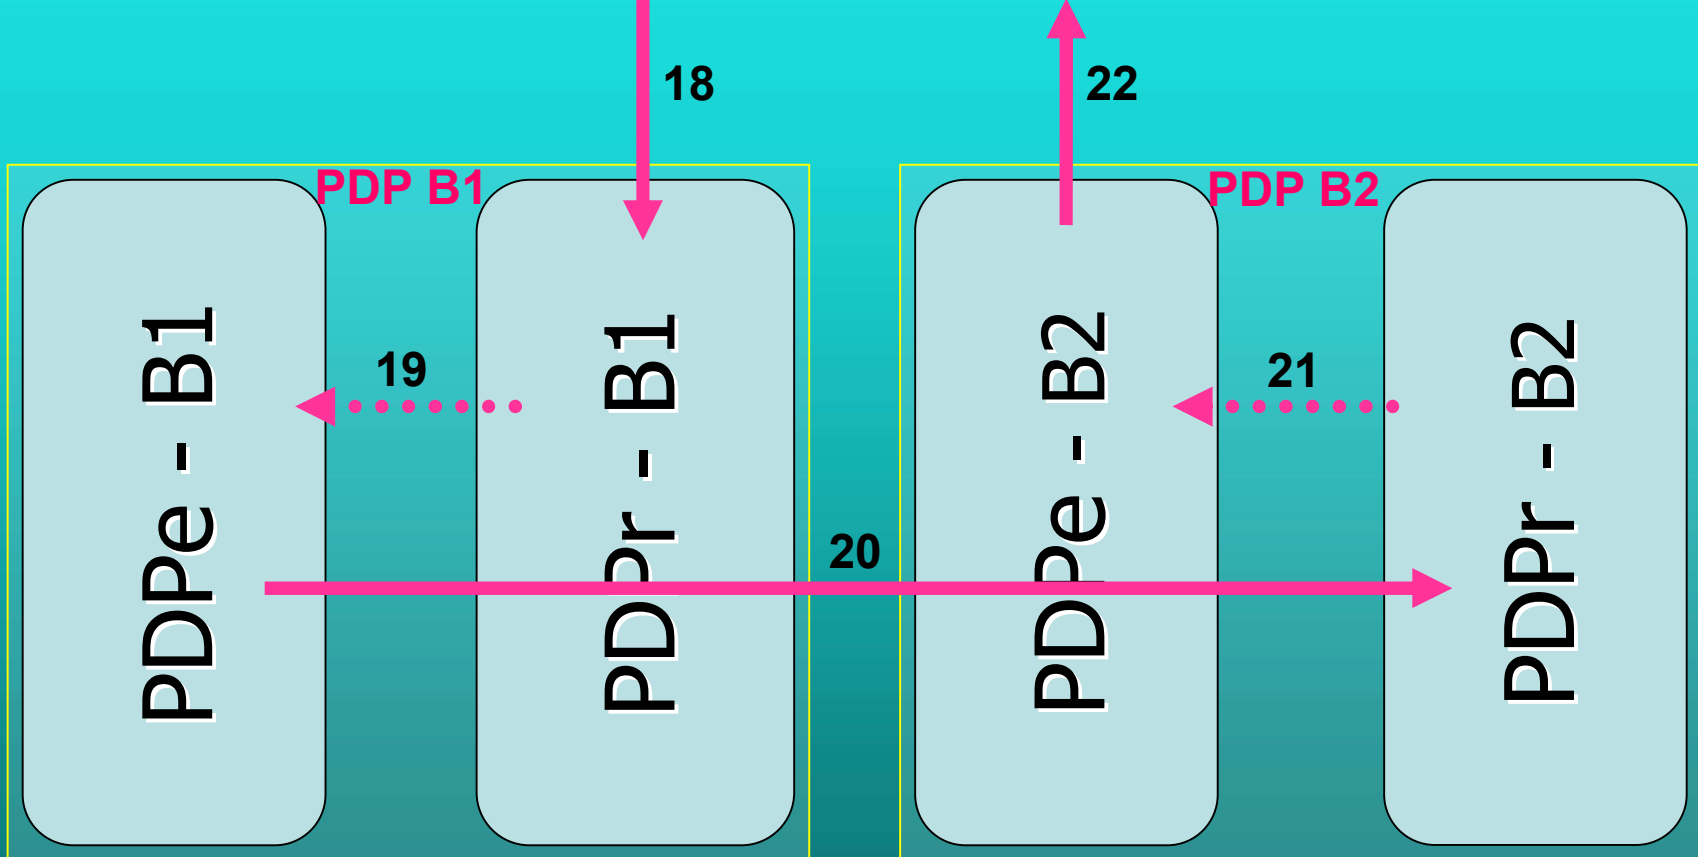 18
22
PDP B1
PDP B2
PDPe - B1
19
PDPr - B1
20
PDPe - B2
21
PDPr - B2